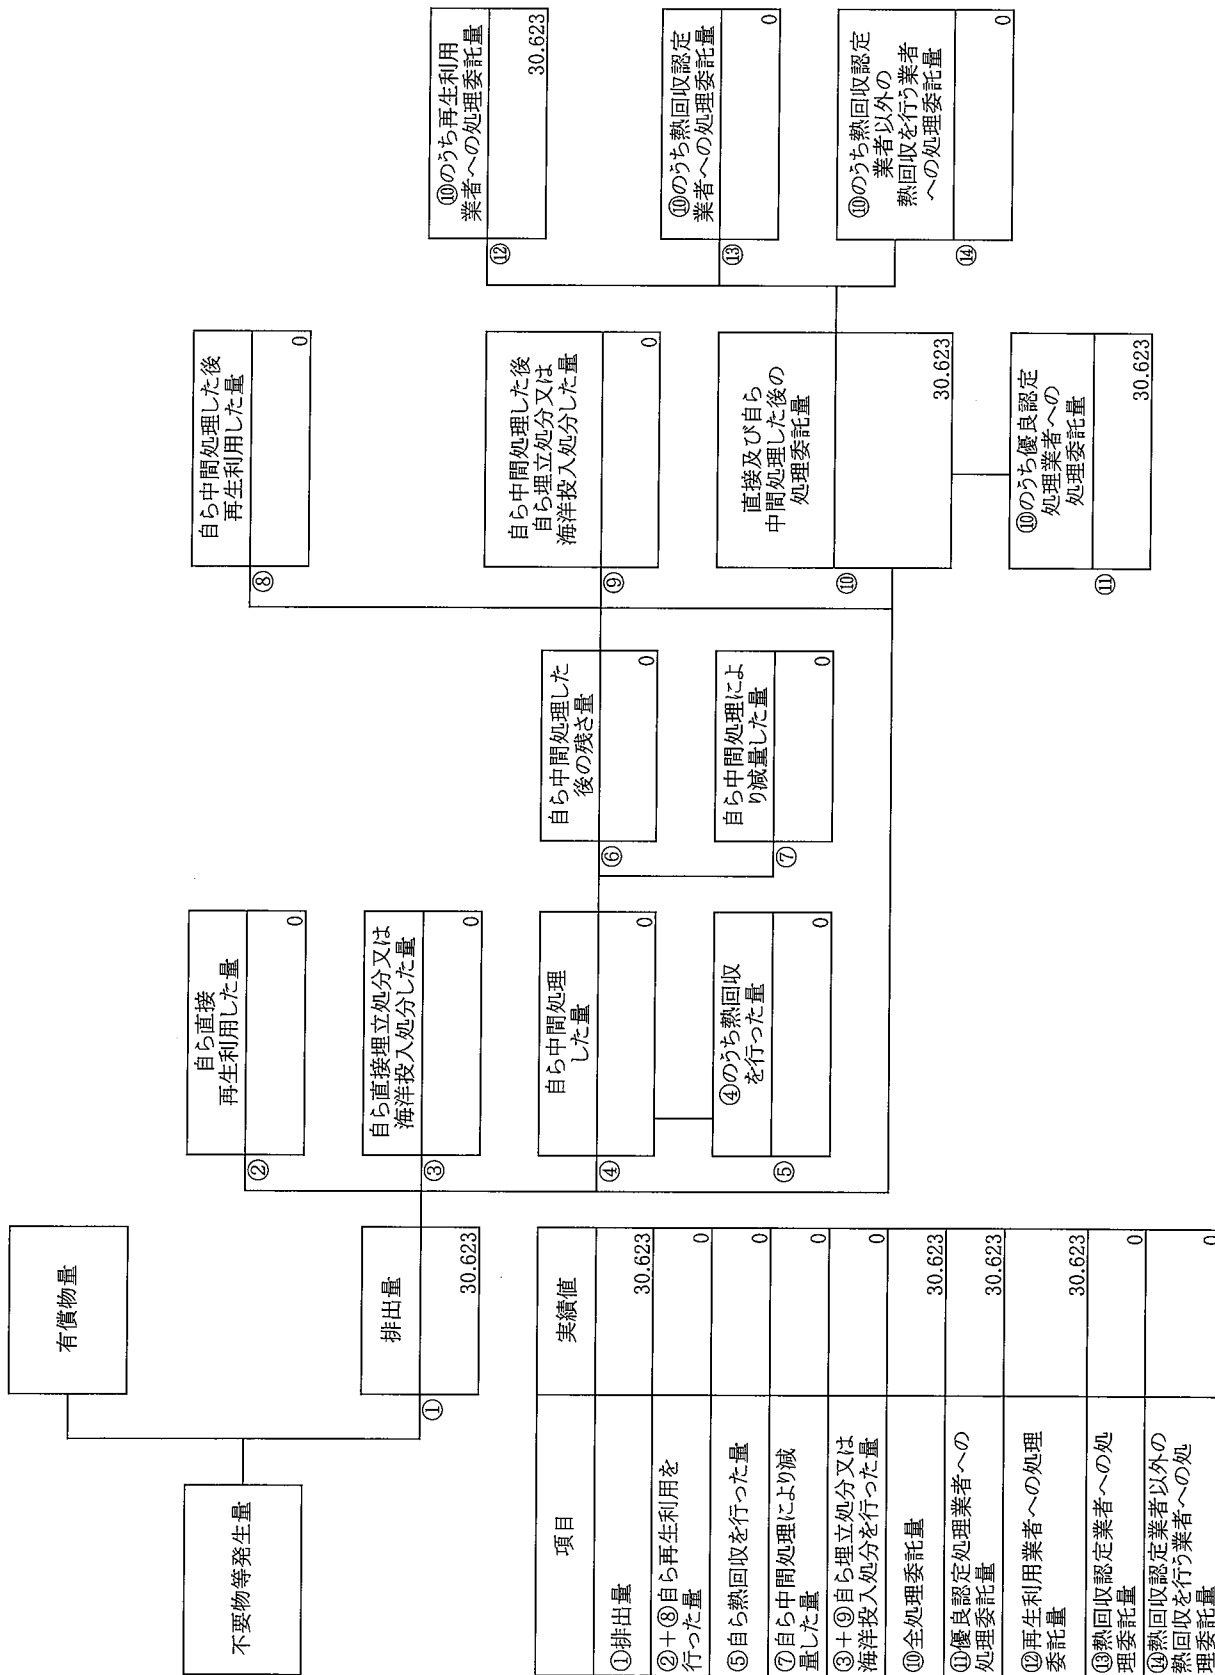 不要物等発生量
有償物量
①
排出量
30.623
②
自ら直接
再生利用した量
0
③
自ら直接埋立処分又は
海洋投入処分した量
0
④
自ら中間処理
した量
0
⑤
④のうち熱回収
を行った量
0
⑥
自ら中間処理した
後の残さ量
0
⑦
自ら中間処理によ
り減量した量
0
⑧
自ら中間処理した後
再生利用した量
0
⑨
自ら中間処理した後
自ら埋立処分又は
海洋投入処分した量
0
⑩
直接及び自ら
中間処理した後の
処理委託量
30.623
⑪
⑩のうち優良認定
処理業者への
処理委託量
30.623
⑫
⑩のうち再生利用
業者への処理委託量
30.623
⑬
⑩のうち熱回収認定
業者への処理委託量
0
⑭
⑩のうち熱回収認定
業者以外の
熱回収を行う業者
への処理委託量
0
項目
実績値
①排出量
30.623
②+⑧自ら再生利用を
行った量
0
⑤自ら熱回収を行った量
0
⑦自ら中間処理により減
量した量
0
③+⑨自ら埋立処分又は
海洋投入処分を行った量
0
⑩全処理委託量
30.623
⑪優良認定処理業者への
処理委託量
30.623
⑫再生利用業者への処理
委託量
30.623
⑬熱回収認定業者への処
理委託量
0
⑭熱回収認定業者以外の
熱回収を行う業者への処
理委託量
0